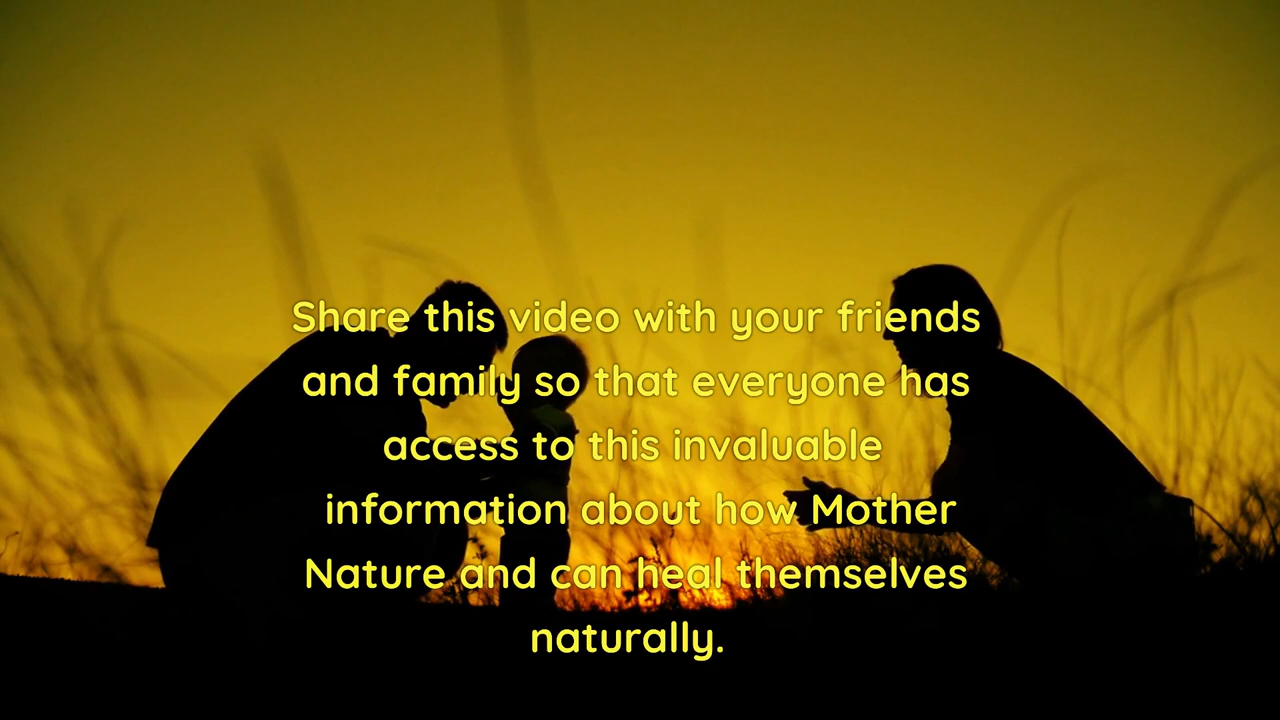 Share this video with your friends
and family so that everyone has
access to this invaluable
information about how Mother
Nature and can heal themselves
naturally.